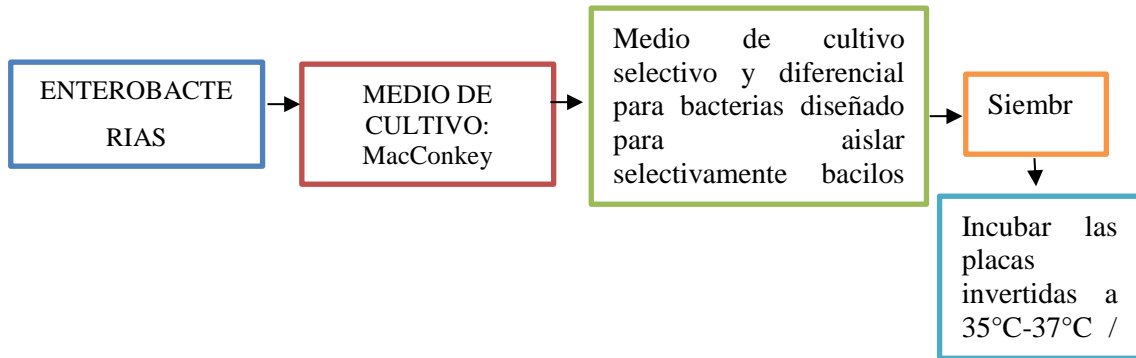 ENTEROBACTE
RIAS
MEDIO DE
CULTIVO:
MacConkey
Medio de cultivo
selectivo y diferencial
para bacterias diseñado
para aislar
selectivamente bacilos
Siembr
Incubar las
placas
invertidas a
35°C-37°C /